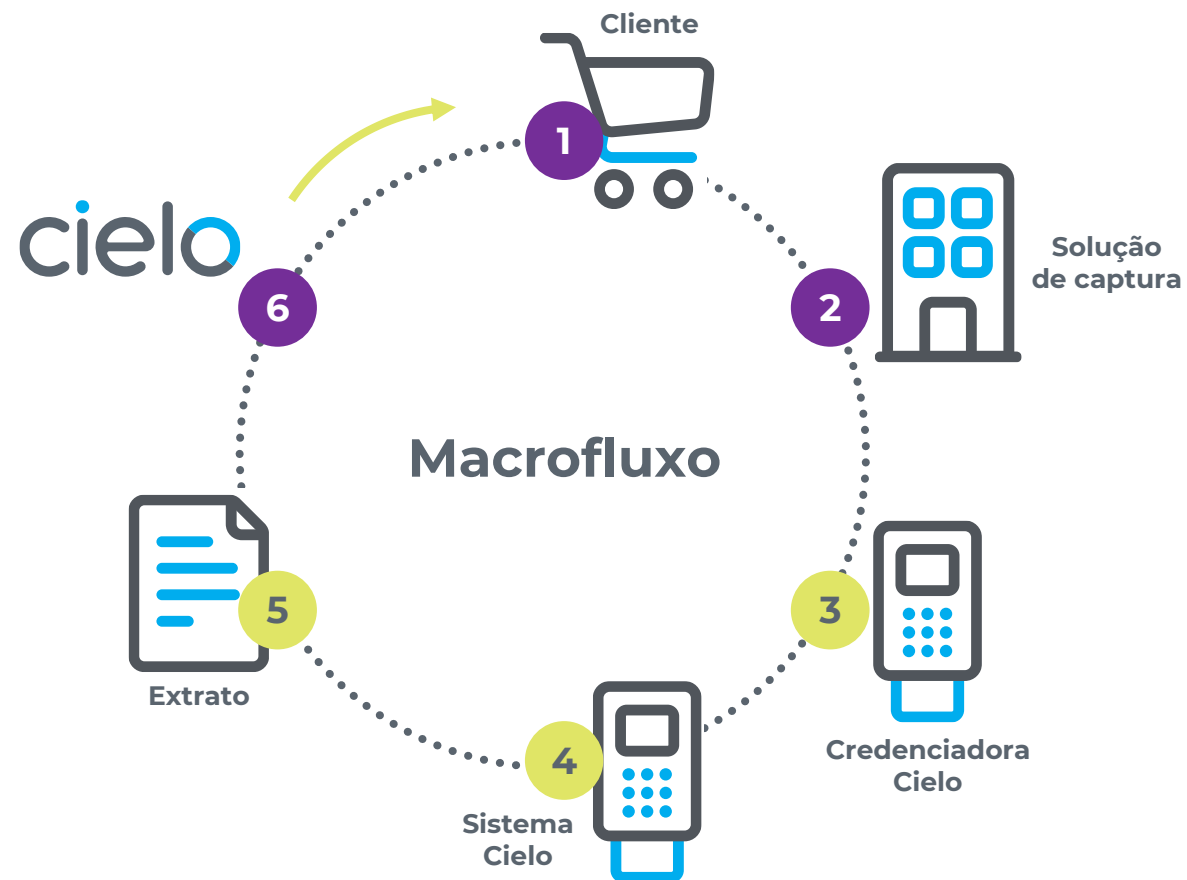 Cliente
1
cielo
Solução
de captura
6
2
Macrofluxo
5
3
Extrato
4
Credenciadora
Cielo
Sistema
Cielo